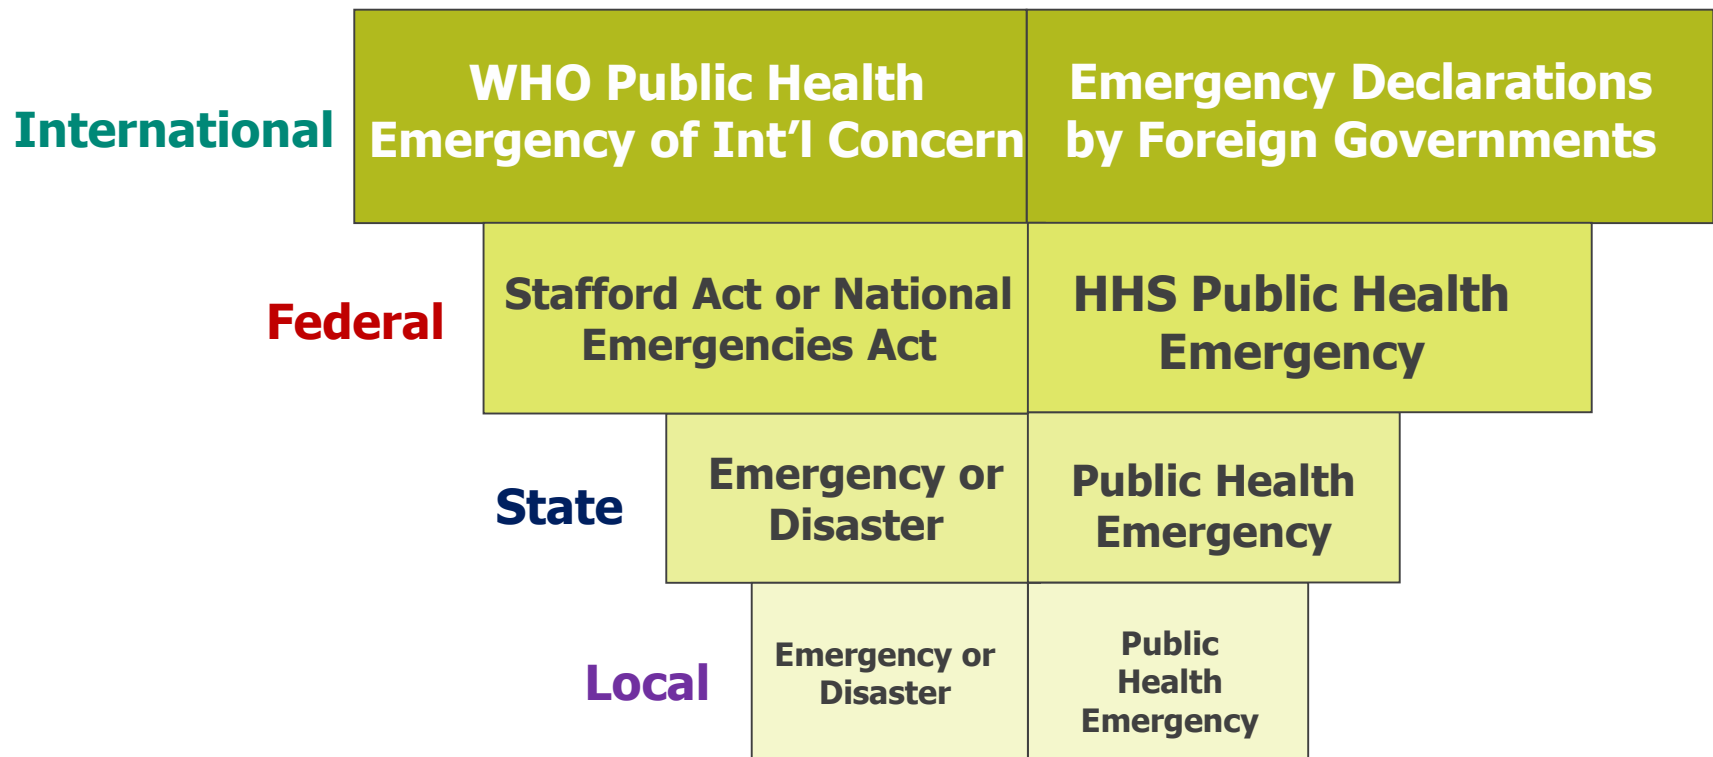 International
WHO Public Health
Emergency of Int’l Concern
Emergency Declarations
by Foreign Governments
Federal
Stafford Act or National
Emergencies Act
HHS Public Health
Emergency
State
Emergency or
Disaster
Public Health
Emergency
Local
Emergency or
Disaster
Public
Health
Emergency